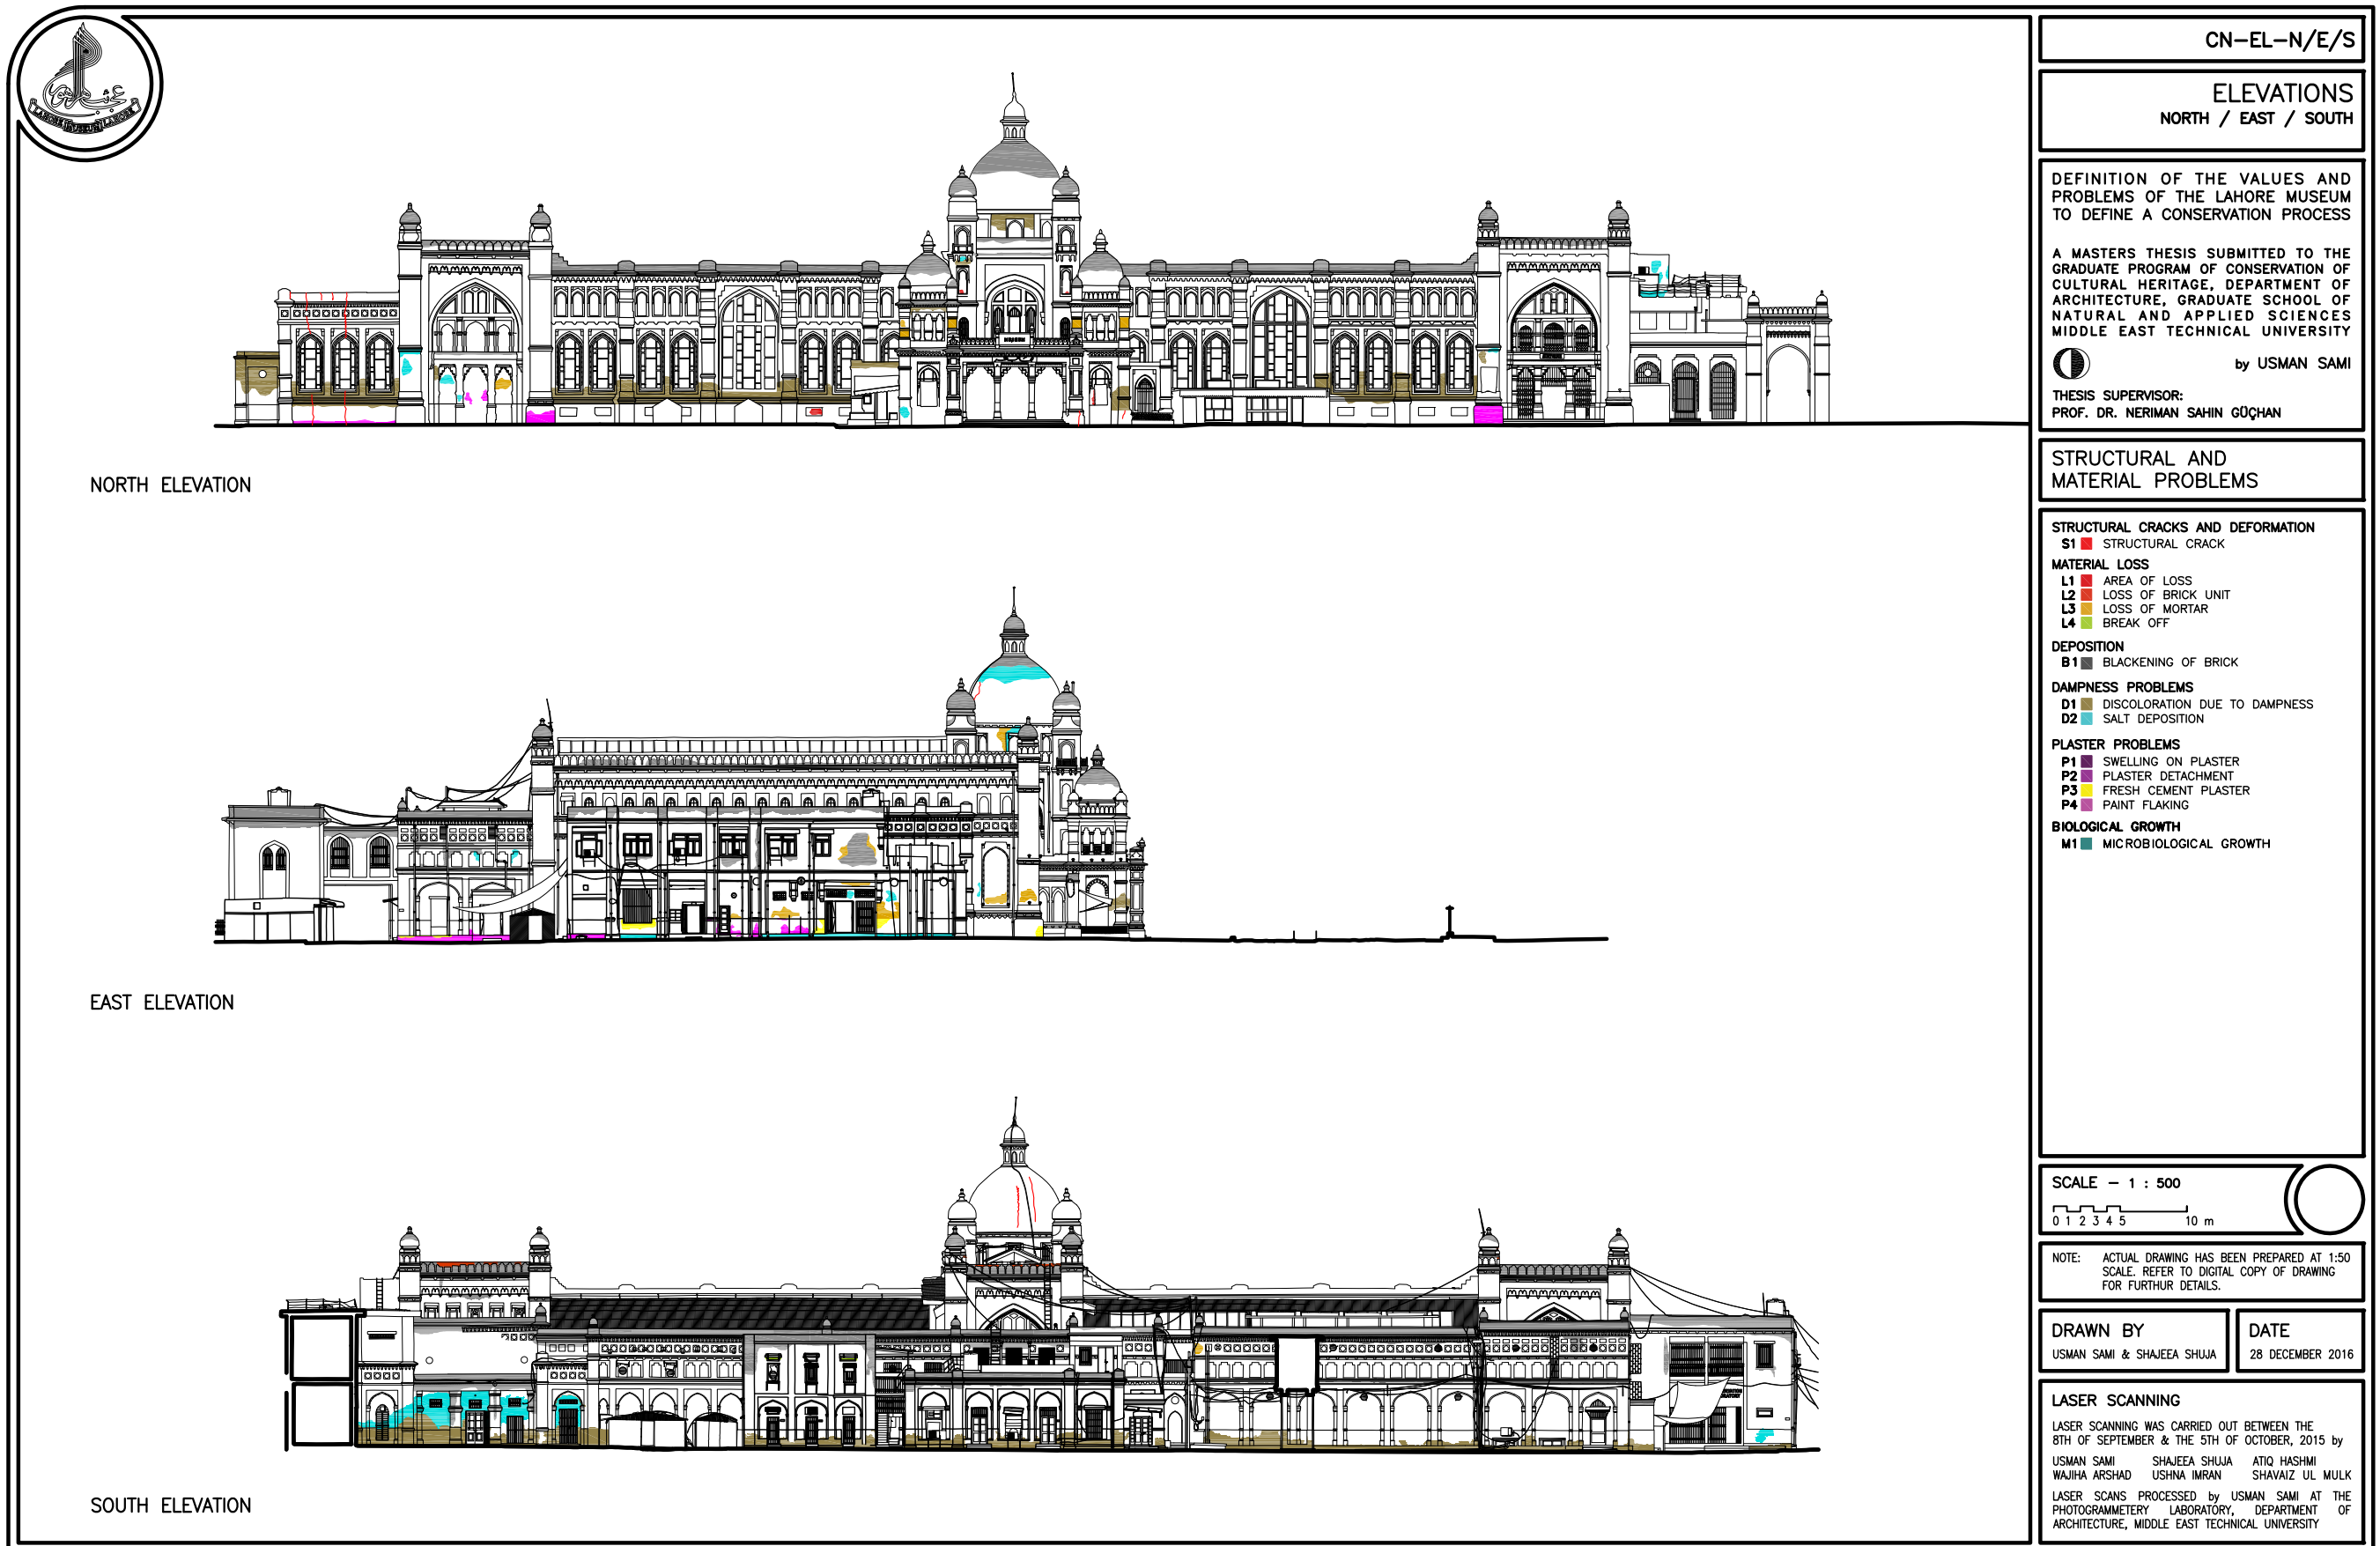 LAHORE MUSEUM LAHORE
CN-EL-N/E/S
ELEVATIONS
NORTH / EAST / SOUTH
DEFINITION OF THE VALUES AND
PROBLEMS OF THE LAHORE MUSEUM
TO DEFINE A CONSERVATION PROCESS
A MASTERS THESIS SUBMITTED TO THE
GRADUATE PROGRAM OF CONSERVATION OF
CULTURAL HERITAGE, DEPARTMENT OF
ARCHITECTURE, GRADUATE SCHOOL OF
NATURAL AND APPLIED SCIENCES
MIDDLE EAST TECHNICAL UNIVERSITY
by USMAN SAMI
THESIS SUPERVISOR:
PROF. DR. NERIMAN SAHIN GÜÇHAN
STRUCTURAL AND
MATERIAL PROBLEMS
STRUCTURAL CRACKS AND DEFORMATION
S1 STRUCTURAL CRACK
MATERIAL LOSS
L1 AREA OF LOSS
L2 LOSS OF BRICK UNIT
L3 LOSS OF MORTAR
L4 BREAK OFF
DEPOSITION
B1 BLACKENING OF BRICK
DAMPNESS PROBLEMS
D1 DISCOLORATION DUE TO DAMPNESS
D2 SALT DEPOSITION
PLASTER PROBLEMS
P1 SWELLING ON PLASTER
P2 PLASTER DETACHMENT
P3 FRESH CEMENT PLASTER
P4 PAINT FLAKING
BIOLOGICAL GROWTH
M1 MICROBIOLOGICAL GROWTH
SCALE - 1 : 500
0 1 2 3 4 5 10 m
NOTE: ACTUAL DRAWING HAS BEEN PREPARED AT 1:50
SCALE. REFER TO DIGITAL COPY OF DRAWING
FOR FURTHUR DETAILS.
DRAWN BY
USMAN SAMI & SHAJEEA SHUJA
DATE
28 DECEMBER 2016
LASER SCANNING
LASER SCANNING WAS CARRIED OUT BETWEEN THE
8TH OF SEPTEMBER & THE 5TH OF OCTOBER, 2015 by
USMAN SAMI SHAJEEA SHUJA ATIQ HASHMI
WAJIHA ARSHAD USHNA IMRAN SHAVAIZ UL MULK
LASER SCANS PROCESSED by USMAN SAMI AT THE
PHOTOGRAMMETERY LABORATORY, DEPARTMENT OF
ARCHITECTURE, MIDDLE EAST TECHNICAL UNIVERSITY
NORTH ELEVATION
EAST ELEVATION
SOUTH ELEVATION